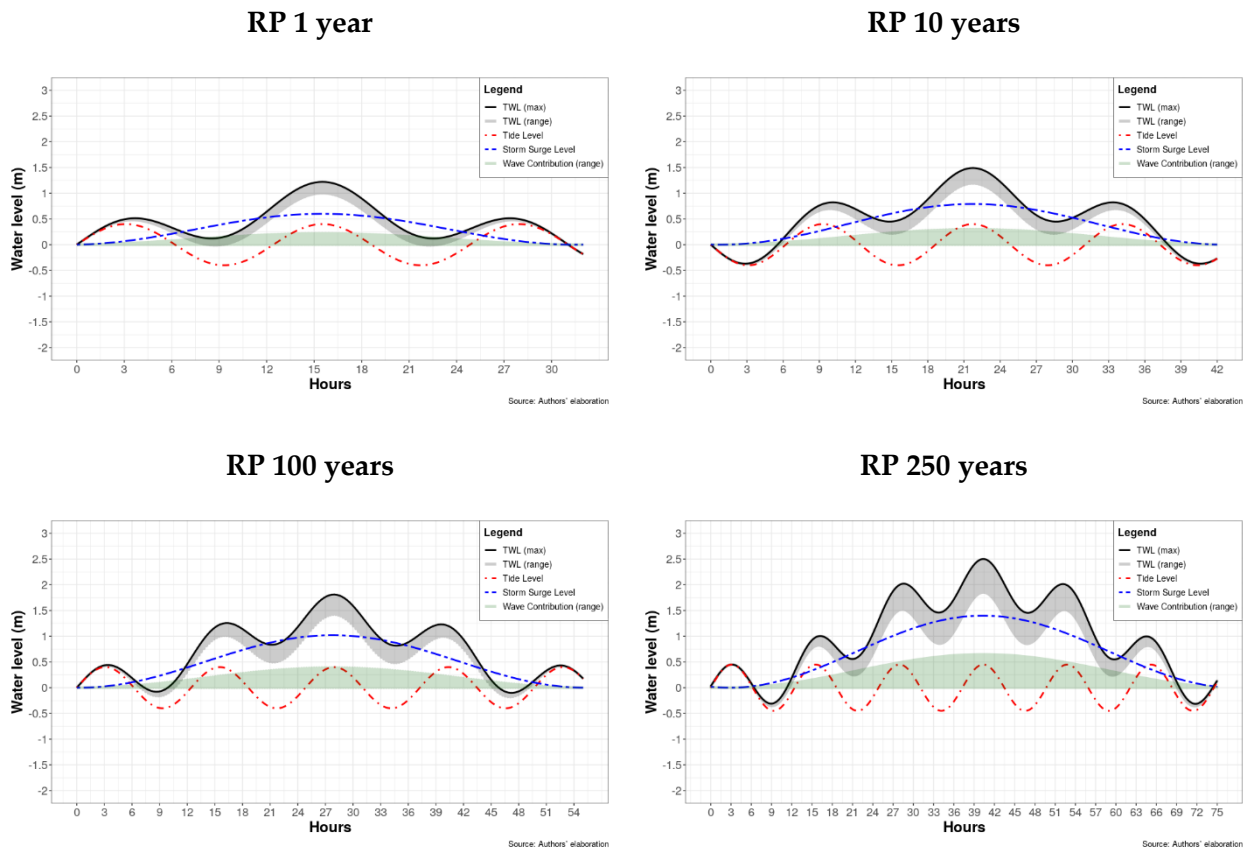 RP 1 year
Legend
TWL (max)
TWL (range)
Tide Level
Storm Surge Level
Wave Contribution (range)
Water level (m)
3
2.5
2
1.5
1
0.5
0
-0.5
-1
-1.5
-2
0 3 6 9 12 15 18 21 24 27 30
Hours
Source: Authors' elaboration
RP 10 years
Legend
TWL (max)
TWL (range)
Tide Level
Storm Surge Level
Wave Contribution (range)
Water level (m)
3
2.5
2
1.5
1
0.5
0
-0.5
-1
-1.5
-2
0 3 6 9 12 15 18 21 24 27 30 33 36 39 42
Hours
Source: Authors' elaboration
RP 100 years
Legend
TWL (max)
TWL (range)
Tide Level
Storm Surge Level
Wave Contribution (range)
Water level (m)
3
2.5
2
1.5
1
0.5
0
-0.5
-1
-1.5
-2
0 3 6 9 12 15 18 21 24 27 30 33 36 39 42 45 48 51 54
Hours
Source: Authors' elaboration
RP 250 years
Legend
TWL (max)
TWL (range)
Tide Level
Storm Surge Level
Wave Contribution (range)
Water level (m)
3
2.5
2
1.5
1
0.5
0
-0.5
-1
-1.5
-2
0 3 6 9 12 15 18 21 24 27 30 33 36 39 42 45 48 51 54 57 60 63 66 69 72 75
Hours
Source: Authors' elaboration